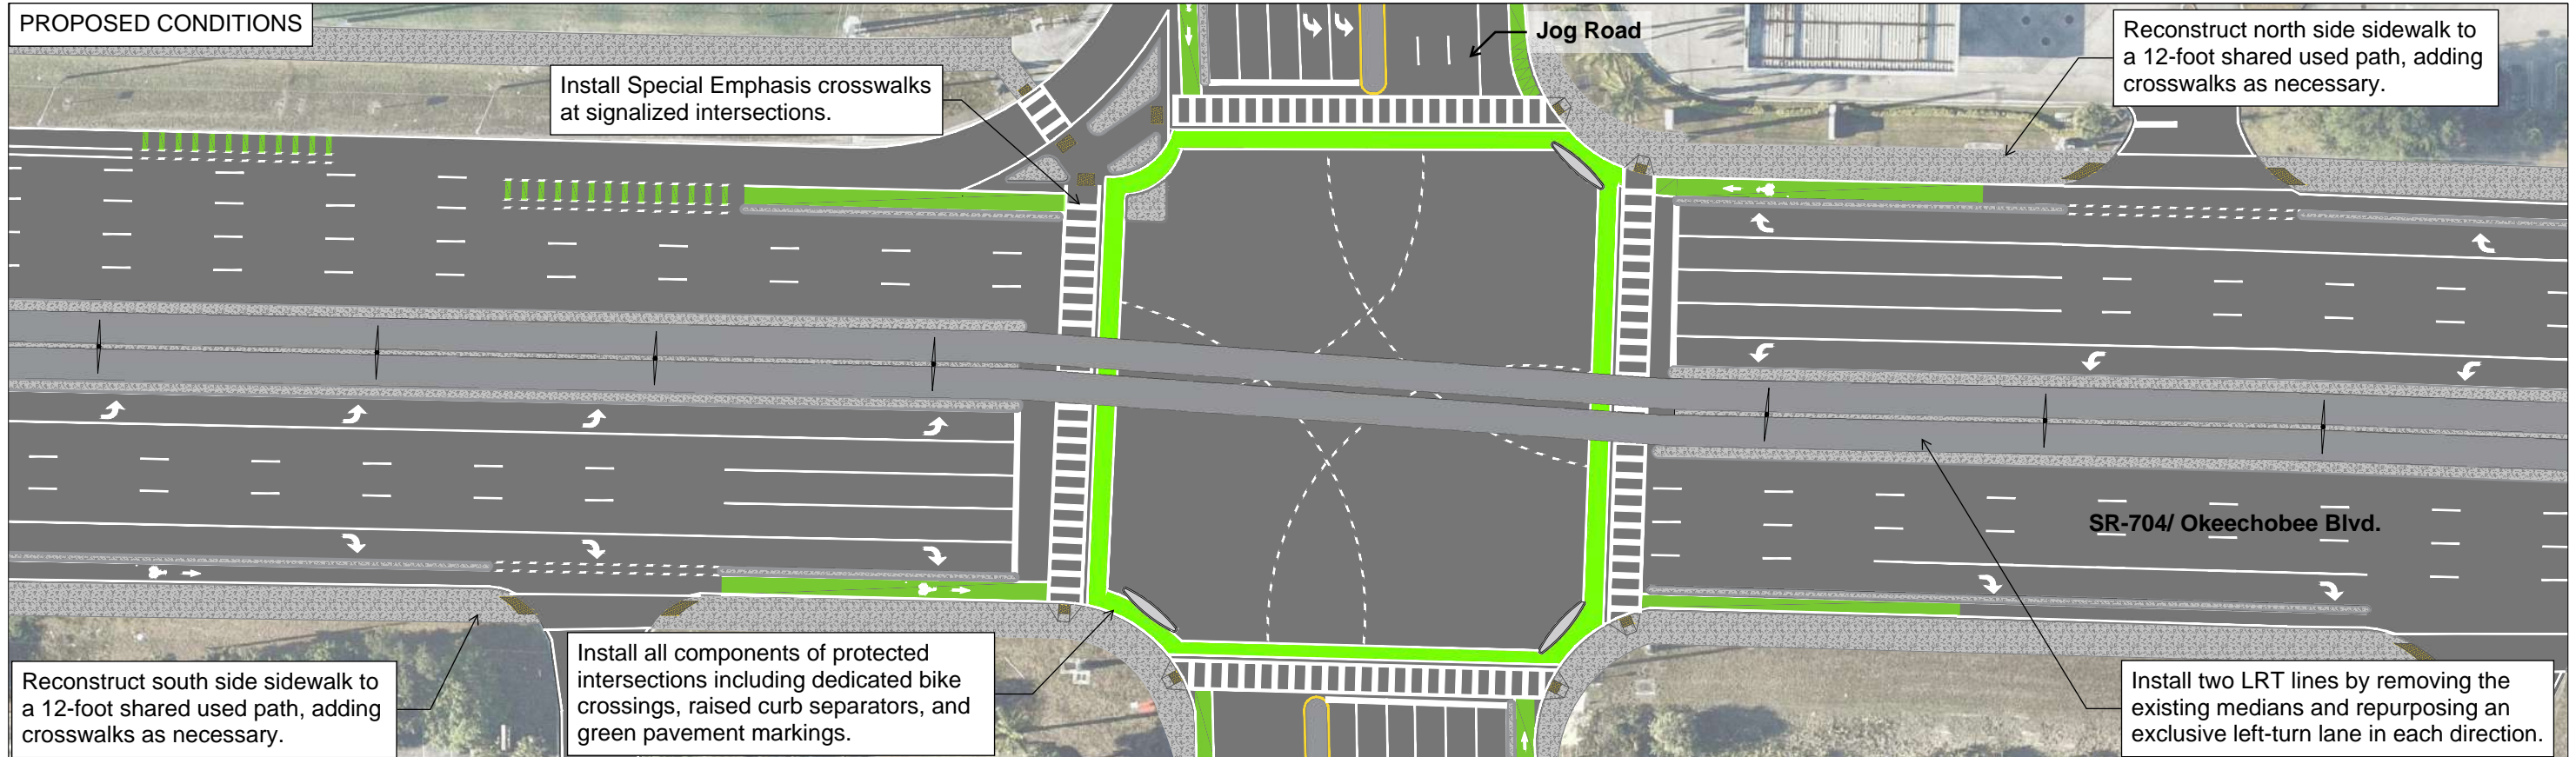 PROPOSED CONDITIONS
Jog Road
Reconstruct north side sidewalk to
a 12-foot shared used path, adding
crosswalks as necessary.
Install Special Emphasis crosswalks
at signalized intersections.
SR-704/ Okeechobee Blvd.
Reconstruct south side sidewalk to
a 12-foot shared used path, adding
crosswalks as necessary.
Install all components of protected
intersections including dedicated bike
crossings, raised curb separators, and
green pavement markings.
Install two LRT lines by removing the
existing medians and repurposing an
exclusive left-turn lane in each direction.